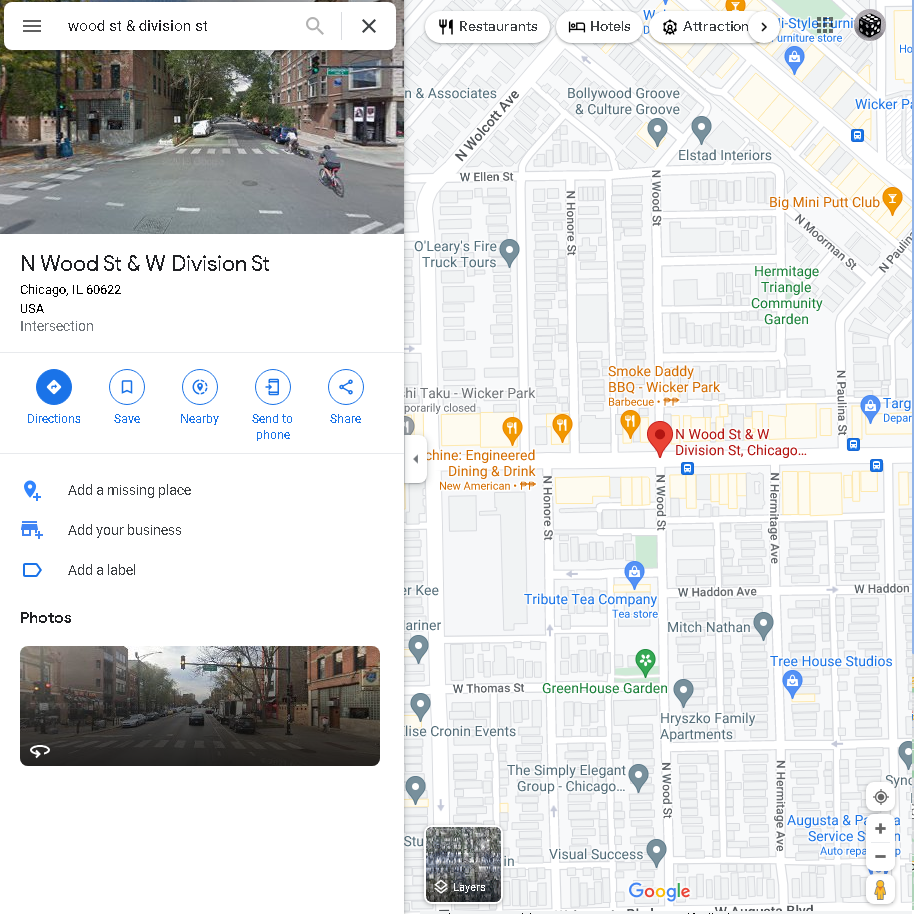 wood st & division st
Restaurants
Hotels
Attraction
N Wood St & W Division St
Chicago, IL 60622
USA
Intersection
Directions
Save
Nearby
Send to
phone
Share
Add a missing place
Add your business
Add a label
Photos
furniture store
Wicker
n & Associates
N Wolcott Ave
Bollywood Groove
& Culture Groove
Elstad Interiors
W Ellen St
N Honore St
N Wood St
Big Mini Putt Club
N Moorman St
O'Leary's Fire
Truck Tours
Hermitage
Triangle
Community
Garden
Smoke Daddy
BBQ - Wicker Park
Barbecue •
hi Taku - Wicker Park
porarily closed
N Paulina St
Targ
Depar
N Wood St & W
Division St, Chicago...
chine: Engineered
Dining & Drink
New American •
N Honore St
N Wood St
N Hermitage Ave
Tribute Tea Company
Tea store
W Haddon Ave
W Haddon
er Kee
ariner
Mitch Nathan
Tree House Studios
GreenHouse Garden
W Thomas St
Hryszko Family
Apartments
lise Cronin Events
The Simply Elegant
Group - Chicago...
N Wood St
N Hermitage Ave
Sync
Augusta &
Service S
Auto repa
Stu
in
Visual Success
Layers
Google
W Augusta Blvd